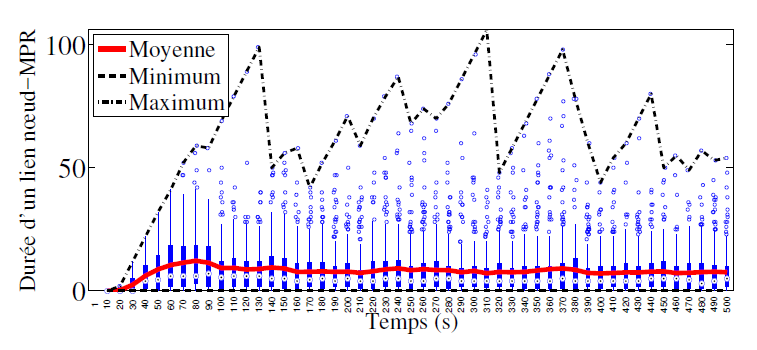 Durée d'un lien nœud−MPR
100
50
0
Moyenne
Minimum
Maximum
1 10 20 30 40 50 60 70 80 90 100 110 120 130 140 150 160 170 180 190 200 210 220 230 240 250 260 270 280 290 300 310 320 330 340 350 360 370 380 390 400 410 420 430 440 450 460 470 480 490 500
Temps (s)